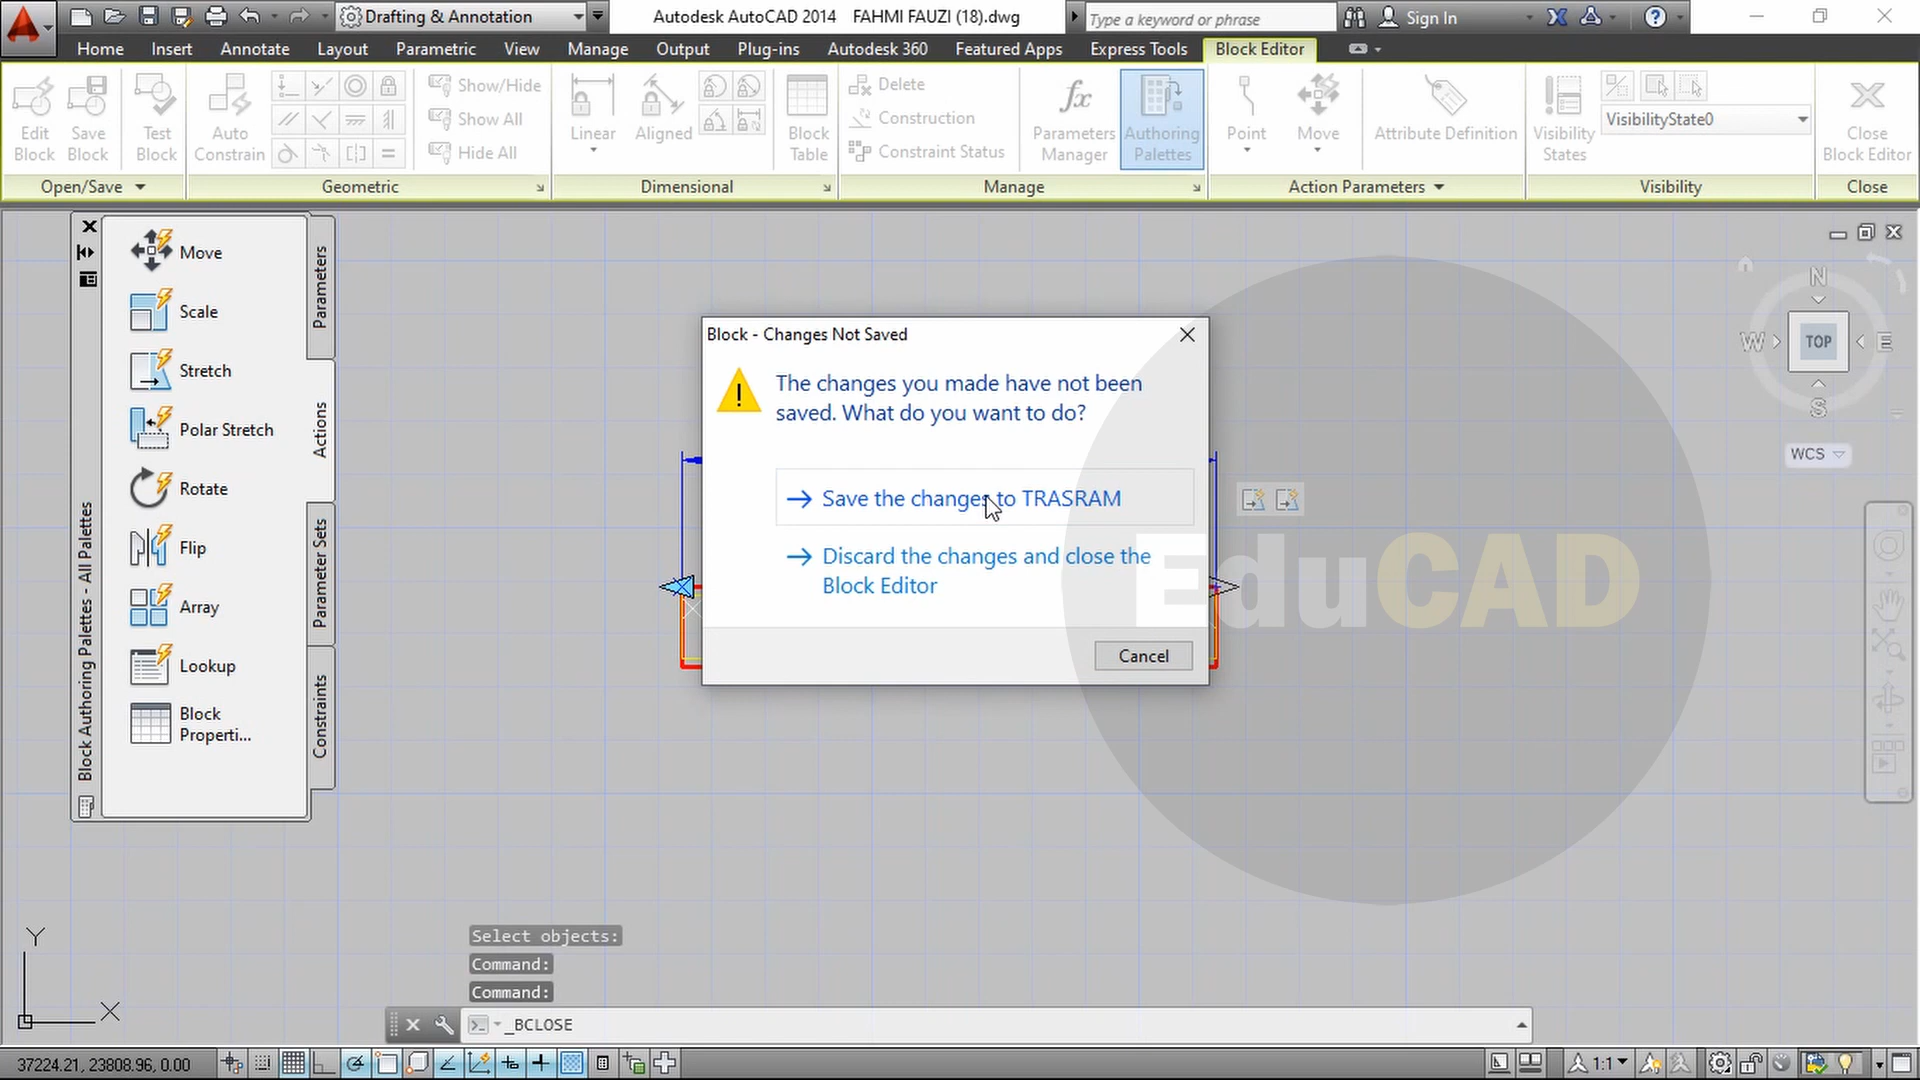 Drafting & Annotation
Autodesk AutoCAD 2014 FAHMI FAUZI (18).dwg
Type a keyword or phrase
Sign In
Home Insert Annotate Layout Parametric View Manage Output Plug-ins Autodesk 360 Featured Apps Express Tools Block Editor
Edit Block
Save Block
Test Block
Auto Constrain
Show/Hide
Show All
Hide All
Linear
Aligned
Block Table
Delete
Construction
Constraint Status
Parameters Manager
Authoring Palettes
Point
Move
Attribute Definition
Visibility States
VisibilityState0
Close Block Editor
Open/Save Geometric Dimensional Manage Action Parameters Visibility Close
Block Authoring Palettes - All Palettes
Move
Scale
Stretch
Polar Stretch
Rotate
Flip
Array
Lookup
Block
Properti...
Parameters
Actions
Parameter Sets
Constraints
Block - Changes Not Saved
The changes you made have not been
saved. What do you want to do?
Save the changes to TRASRAM
Discard the changes and close the
Block Editor
Cancel
EduCAD
N
W TOP E
S
WCS
Y
X
Select objects:
Command:
Command:
_BCLOSE
37224.21, 23808.96, 0.00
1:1